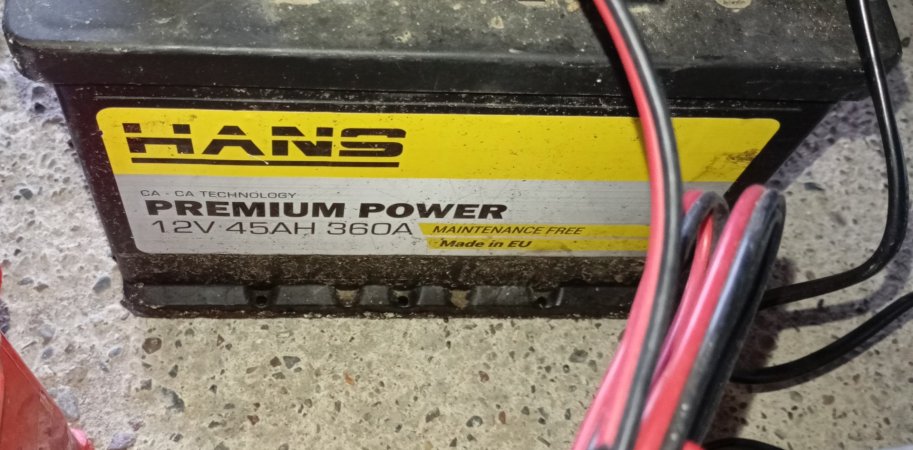 HANS
CA - CA TECHNOLOGY
PREMIUM POWER
12V 45AH 360A MAINTENANCE FREE
Made in EU